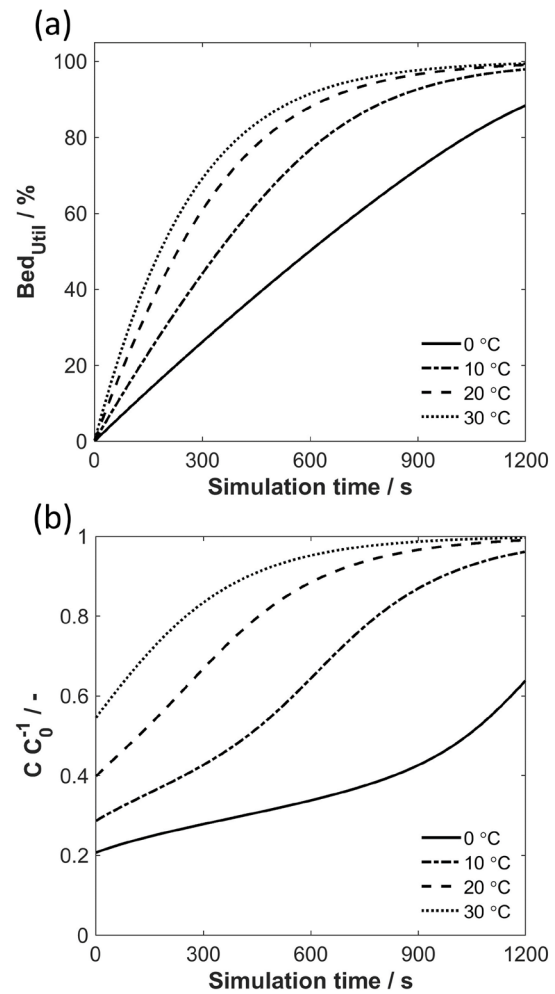 (a)
100
80
60
40
20
0
Bed_Util / %
0 300 600 900 1200
Simulation time / s
0 °C
10 °C
20 °C
30 °C
(b)
1
0.8
0.6
0.4
0.2
0
C C_0^-1 / -
0 300 600 900 1200
Simulation time / s
0 °C
10 °C
20 °C
30 °C